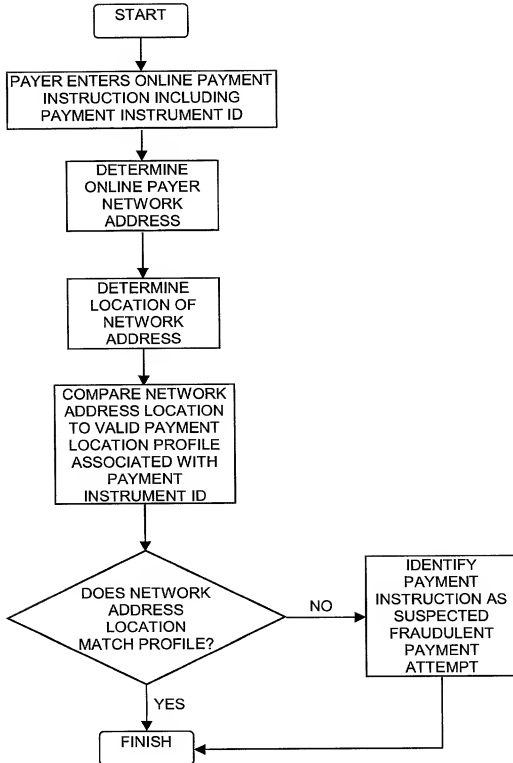 START
PAYER ENTERS ONLINE PAYMENT
INSTRUCTION INCLUDING
PAYMENT INSTRUMENT ID
DETERMINE
ONLINE PAYER
NETWORK
ADDRESS
DETERMINE
LOCATION OF
NETWORK
ADDRESS
COMPARE NETWORK
ADDRESS LOCATION
TO VALID PAYMENT
LOCATION PROFILE
ASSOCIATED WITH
PAYMENT
INSTRUMENT ID
DOES NETWORK
ADDRESS
LOCATION
MATCH PROFILE?
NO
IDENTIFY
PAYMENT
INSTRUCTION AS
SUSPECTED
FRAUDULENT
PAYMENT
ATTEMPT
YES
FINISH